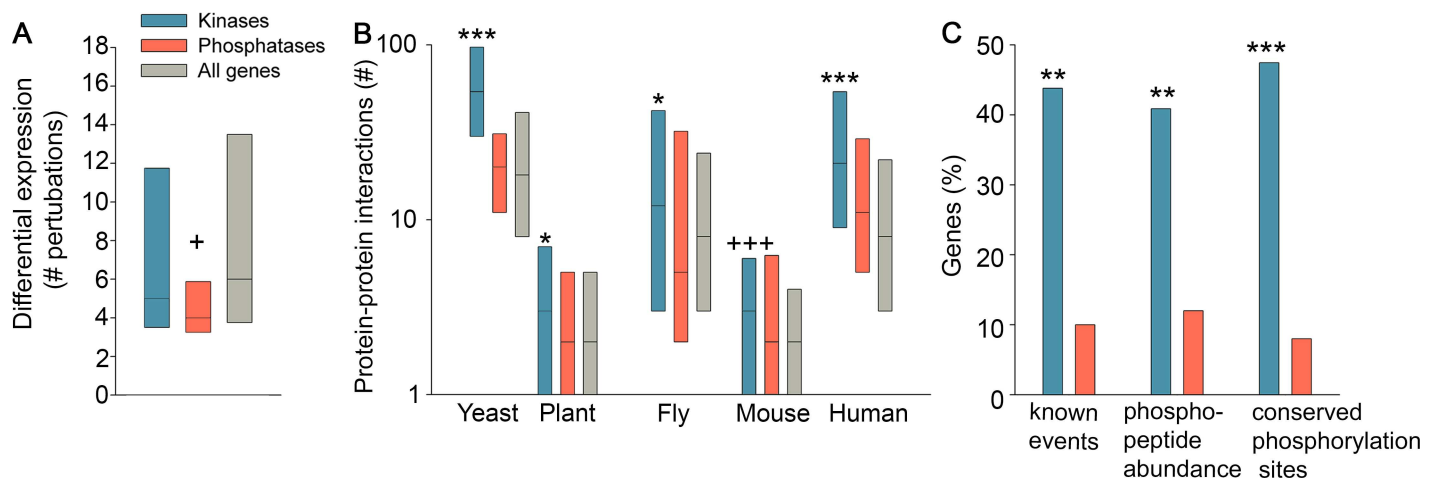 A
Kinases
Phosphatases
All genes
Differential expression
(# pertubations)
18
16
14
12
10
8
6
4
2
0
+
B
Protein-protein interactions (#)
100
10
1
***
*
*
+++
***
Yeast
Plant
Fly
Mouse
Human
C
Genes (%)
50
40
30
20
10
0
**
**
***
known
events
phospho-
peptide
abundance
conserved
phosphorylation
sites